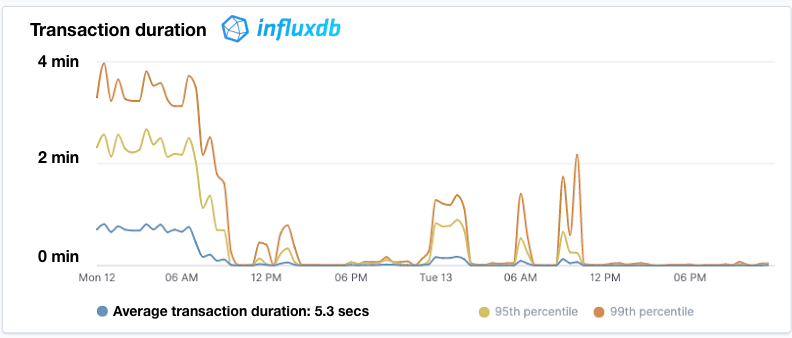 Transaction duration influxdb
4 min
2 min
0 min
Mon 12 06 AM 12 PM 06 PM Tue 13 06 AM 12 PM 06 PM
Average transaction duration: 5.3 secs 95th percentile 99th percentile